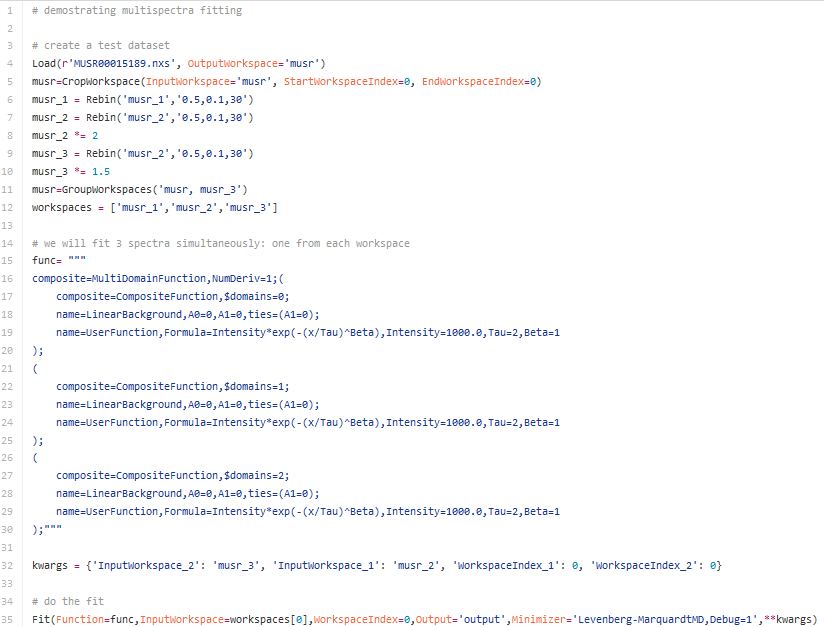 1 # demostrating multispectra fitting
2
3 # create a test dataset
4 Load(r'MUSR00015189.nxs', OutputWorkspace='musr')
5 musr=CropWorkspace(InputWorkspace='musr', StartWorkspaceIndex=0, EndWorkspaceIndex=0)
6 musr_1 = Rebin('musr_1','0.5,0.1,30')
7 musr_2 = Rebin('musr_2','0.5,0.1,30')
8 musr_2 *= 2
9 musr_3 = Rebin('musr_2','0.5,0.1,30')
10 musr_3 *= 1.5
11 musr=GroupWorkspaces('musr, musr_3')
12 workspaces = ['musr_1','musr_2','musr_3']
13
14 # we will fit 3 spectra simultaneously: one from each workspace
15 func= """
16 composite=MultiDomainFunction,NumDeriv=1;(
17     composite=CompositeFunction,$domains=0;
18     name=LinearBackground,A0=0,A1=0,ties=(A1=0);
19     name=UserFunction,Formula=Intensity*exp(-(x/Tau)^Beta),Intensity=1000.0,Tau=2,Beta=1
20 );
21 (
22     composite=CompositeFunction,$domains=1;
23     name=LinearBackground,A0=0,A1=0,ties=(A1=0);
24     name=UserFunction,Formula=Intensity*exp(-(x/Tau)^Beta),Intensity=1000.0,Tau=2,Beta=1
25 );
26 (
27     composite=CompositeFunction,$domains=2;
28     name=LinearBackground,A0=0,A1=0,ties=(A1=0);
29     name=UserFunction,Formula=Intensity*exp(-(x/Tau)^Beta),Intensity=1000.0,Tau=2,Beta=1
30 );"""
31
32 kwargs = {'InputWorkspace_2': 'musr_3', 'InputWorkspace_1': 'musr_2', 'WorkspaceIndex_1': 0, 'WorkspaceIndex_2': 0}
33
34 # do the fit
35 Fit(Function=func,InputWorkspace=workspaces[0],WorkspaceIndex=0,Output='output',Minimizer='Levenberg-MarquardtMD,Debug=1',**kwargs)